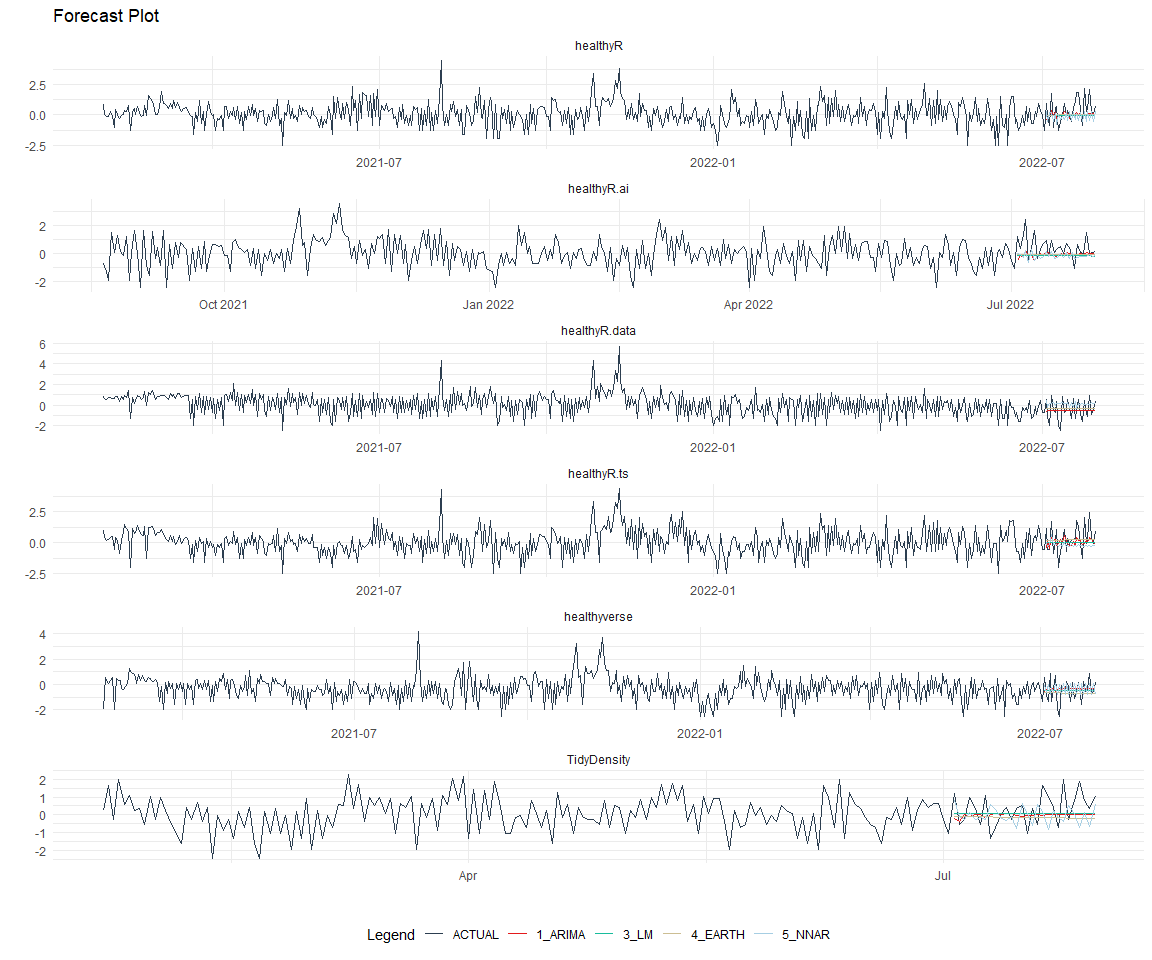 Forecast Plot
healthyR
2.5
0.0
-2.5
2021-07 2022-01 2022-07
healthyR.ai
2
0
-2
Oct 2021 Jan 2022 Apr 2022 Jul 2022
healthyR.data
6
4
2
0
-2
2021-07 2022-01 2022-07
healthyR.ts
2.5
0.0
-2.5
2021-07 2022-01 2022-07
healthyverse
4
2
0
-2
2021-07 2022-01 2022-07
TidyDensity
2
1
0
-1
-2
Apr Jul
Legend ACTUAL 1_ARIMA 3_LM 4_EARTH 5_NNAR